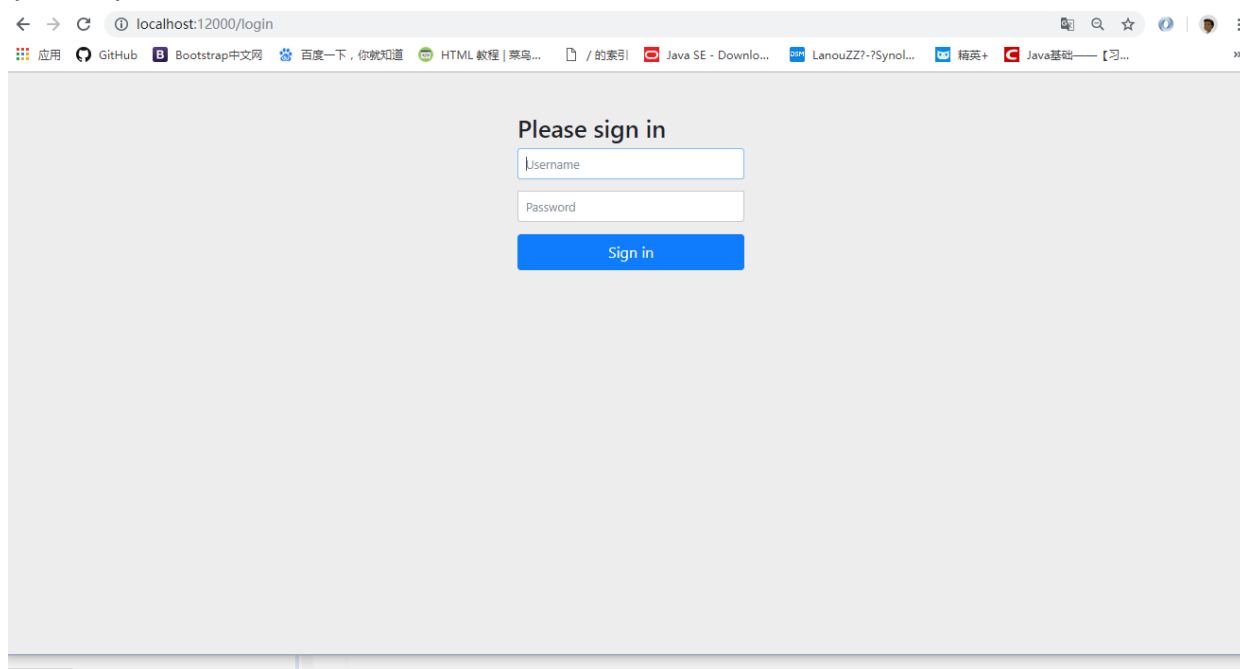 localhost:12000/login
应用 GitHub B Bootstrap中文网 百度一下，你就知道 HTML 教程 | 菜鸟... / 的索引 Java SE - Downlo... DSM LanouZZ?-?Synol... 精英+ C Java基础——【习... »
Please sign in
Username
Password
Sign in